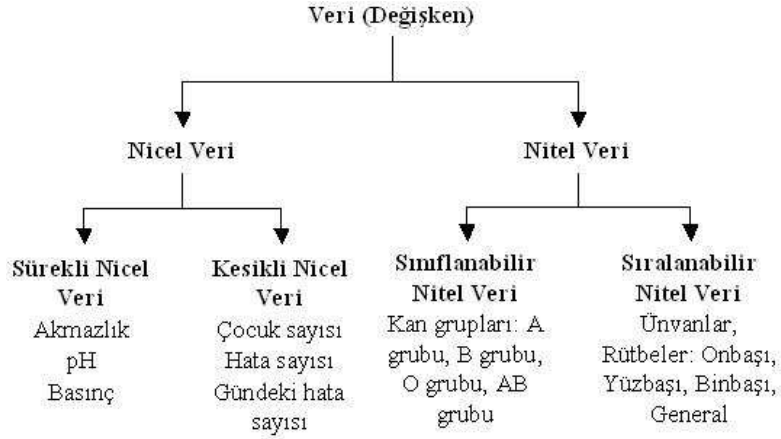 Veri (Değişken)
Nicel Veri
Nitel Veri
Sürekli Nicel
Veri
Akmazlık
pH
Basınç
Kesikli Nicel
Veri
Çocuk sayısı
Hata sayısı
Gündeki hata
sayısı
Sınıflanabilir
Nitel Veri
Kan grupları: A
grubu, B grubu,
O grubu, AB
grubu
Sıralanabilir
Nitel Veri
Ünvanlar,
Rütbeler: Onbaşı,
Yüzbaşı, Binbaşı,
General